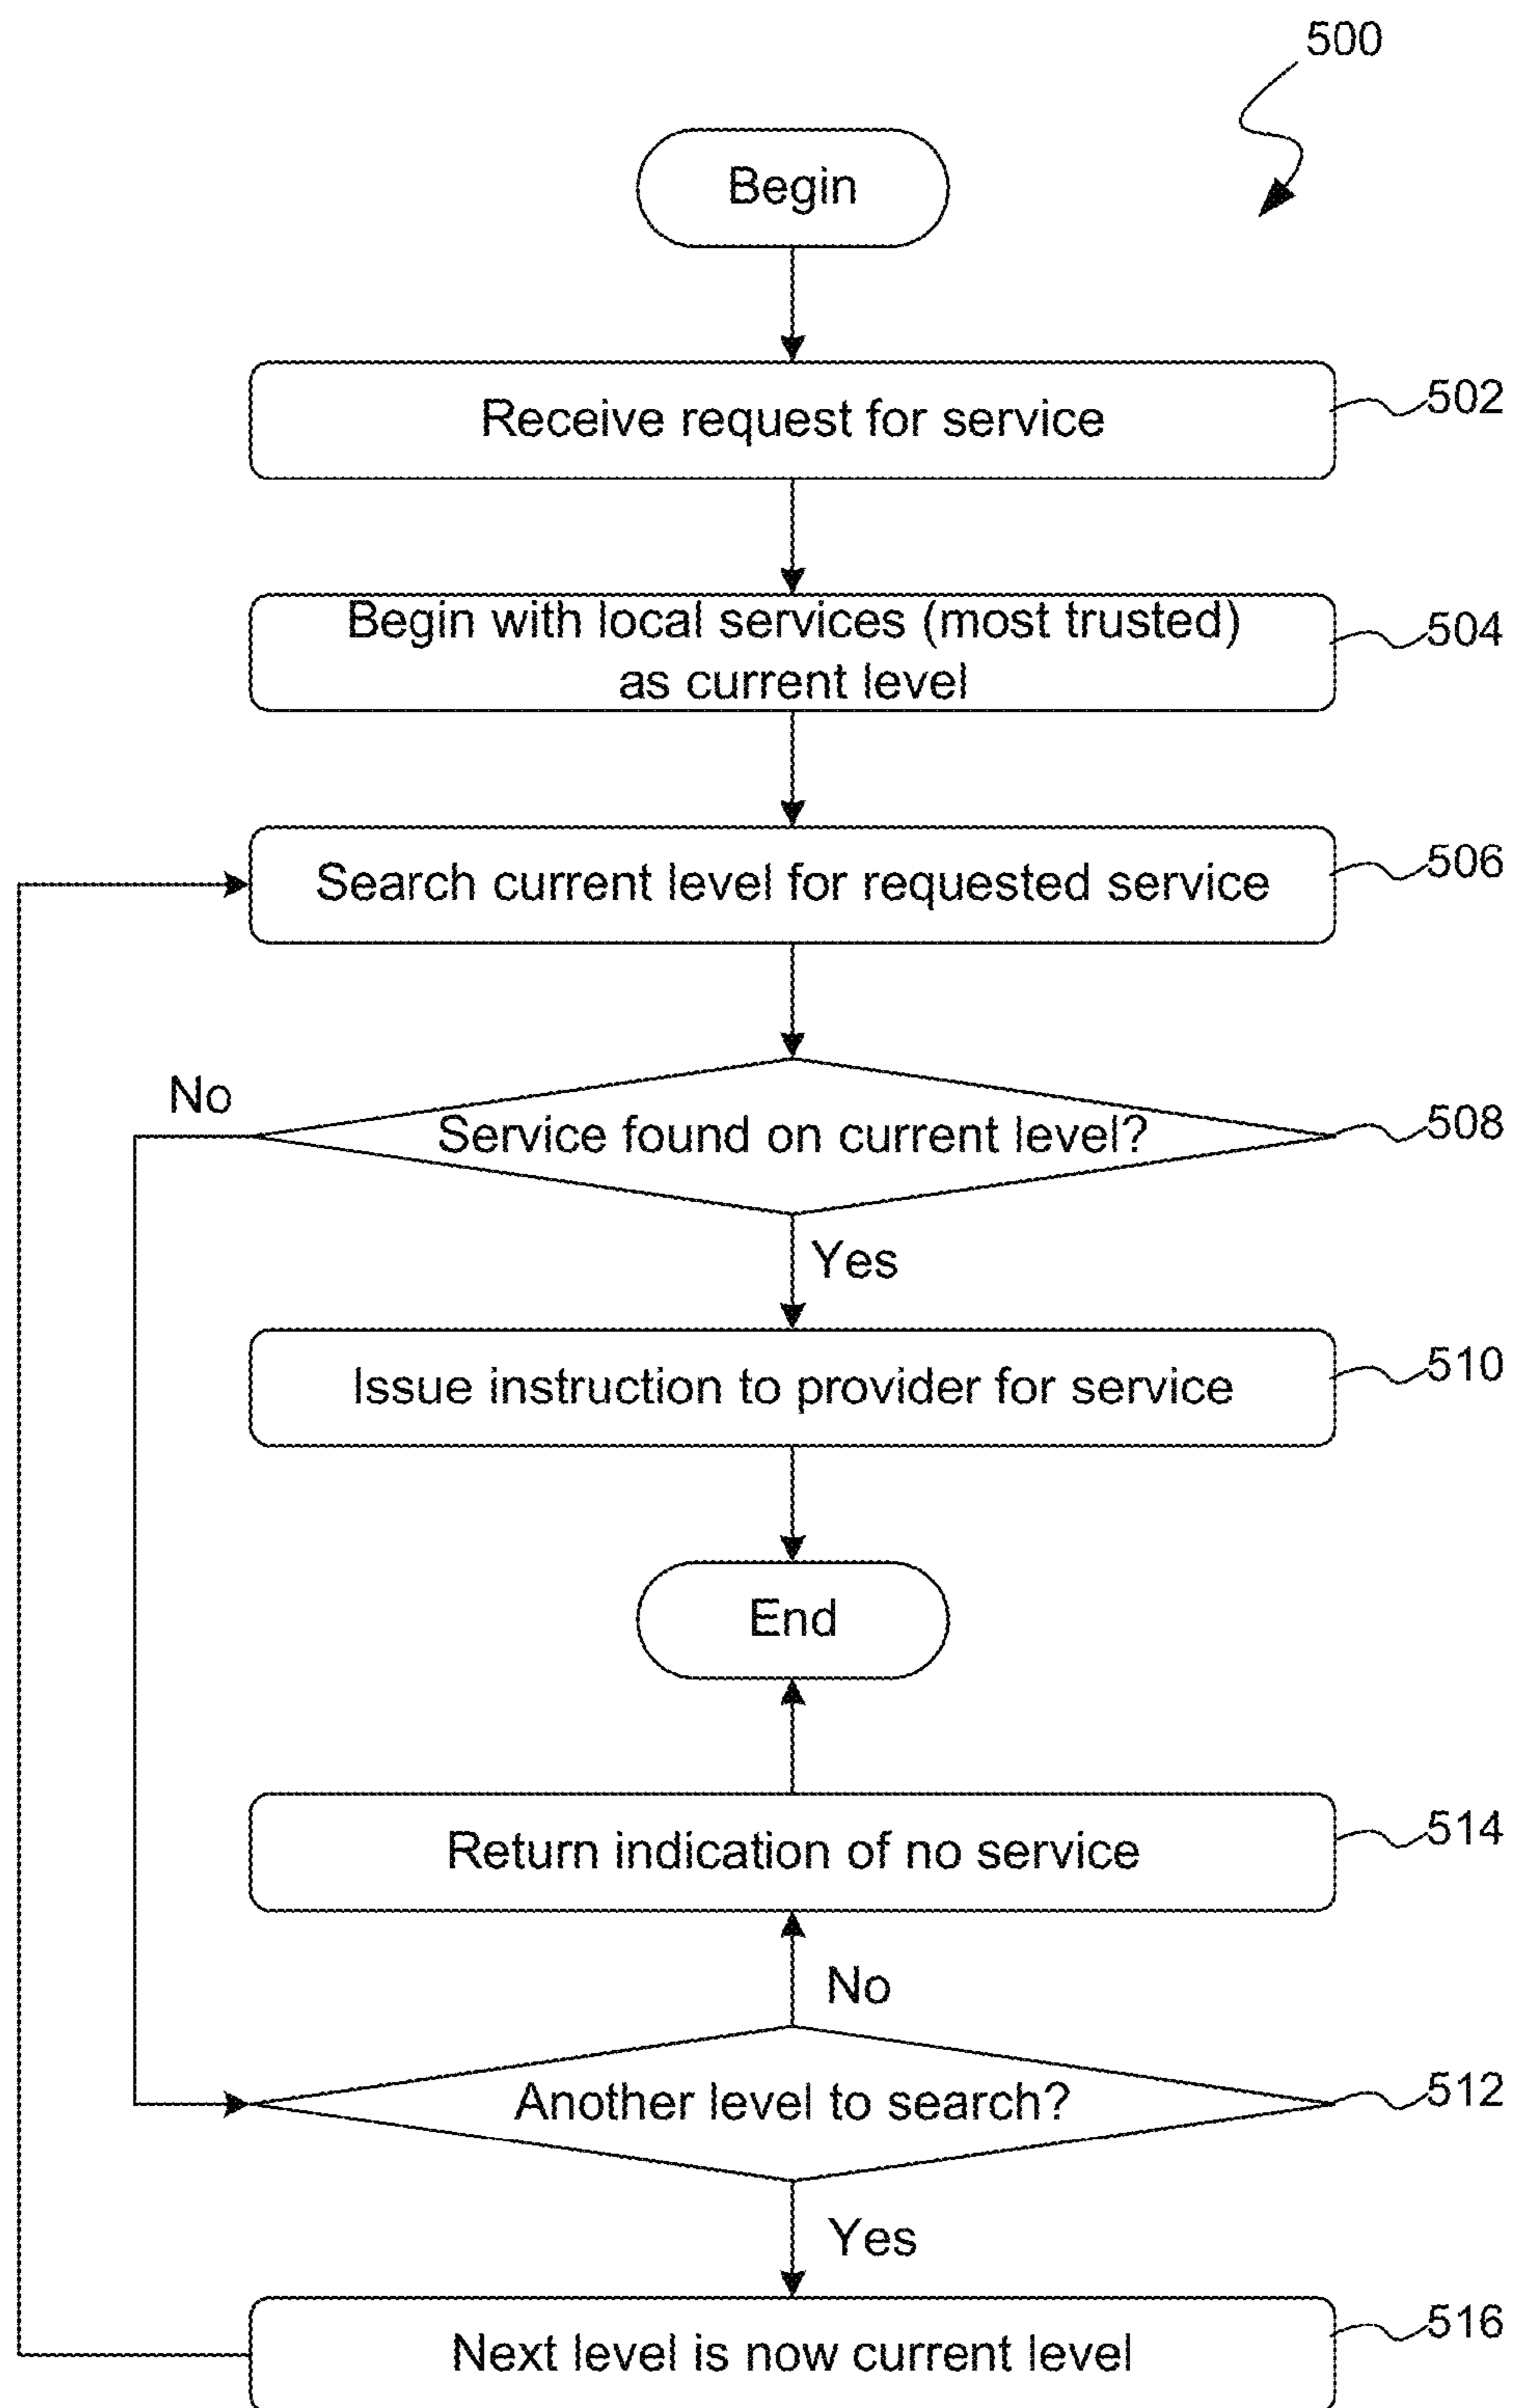 500
Begin
Receive request for service
502
Begin with local services (most trusted)
as current level
504
Search current level for requested service
506
No
Service found on current level?
508
Yes
Issue instruction to provider for service
510
End
Return indication of no service
514
No
Another level to search?
512
Yes
Next level is now current level
516